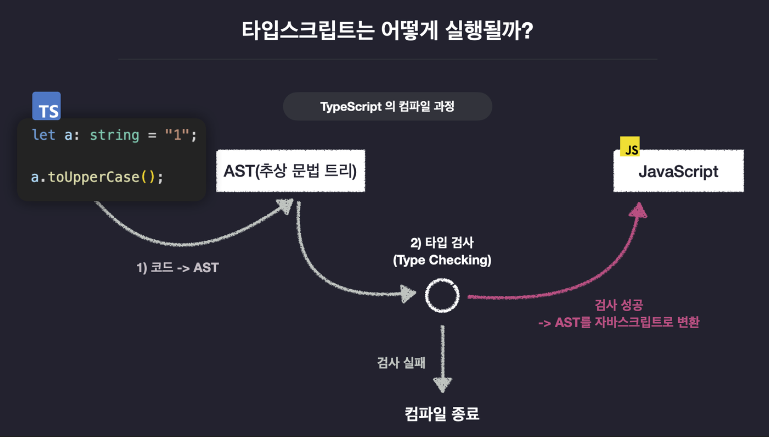 타입스크립트는 어떻게 실행될까?
TypeScript 의 컴파일 과정
TS
let a: string = "1";
a.toUpperCase();
AST(추상 문법 트리)
JS
JavaScript
1) 코드 -> AST
2) 타입 검사
(Type Checking)
검사 성공
-> AST를 자바스크립트로 변환
검사 실패
컴파일 종료